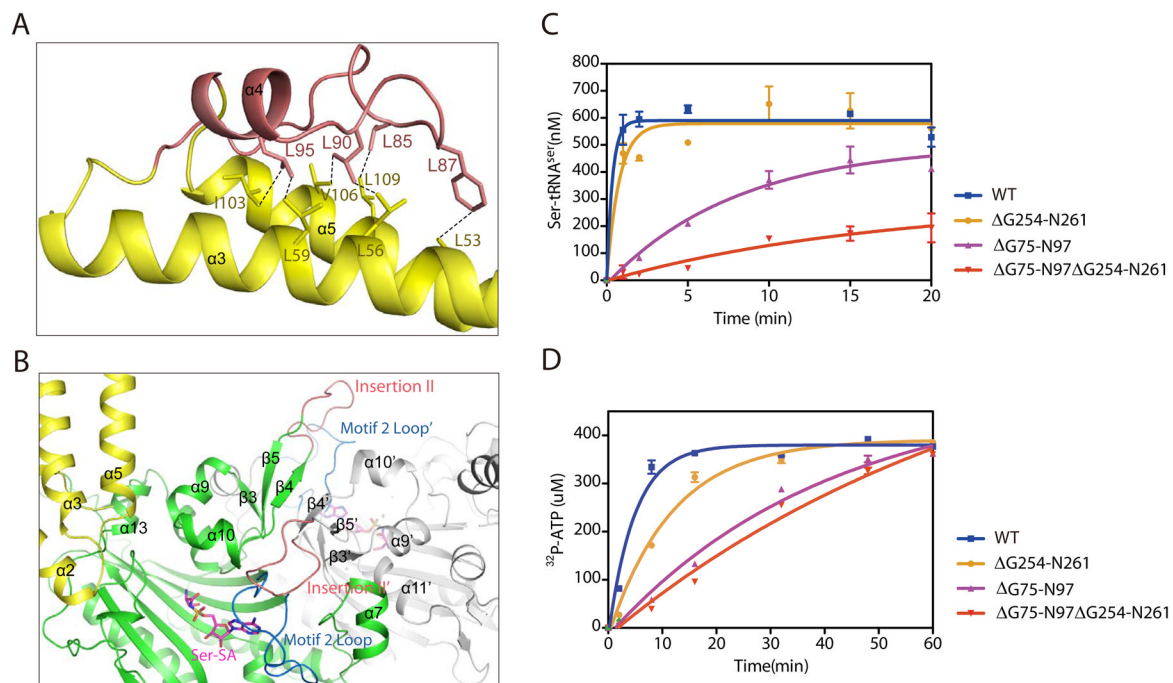 A
α4
L95
L90
L85
L87
I103
V106
L109
α5
α3
L59
L56
L53
B
Insertion II
Motif 2 Loop'
α10'
β5
α5
α9
β3
β4
α3
α13
β4'
β5'
α10
β3'
α9'
α2
Insertion II'
α11'
α7
Ser-SA
Motif 2 Loop
C
Ser-tRNAser(nM)
800
700
600
500
400
300
200
100
0
0 5 10 15 20
Time (min)
WT
ΔG254-N261
ΔG75-N97
ΔG75-N97ΔG254-N261
D
32P-ATP (uM)
400
300
200
100
0
0 10 20 30 40 50 60
Time(min)
WT
ΔG254-N261
ΔG75-N97
ΔG75-N97ΔG254-N261